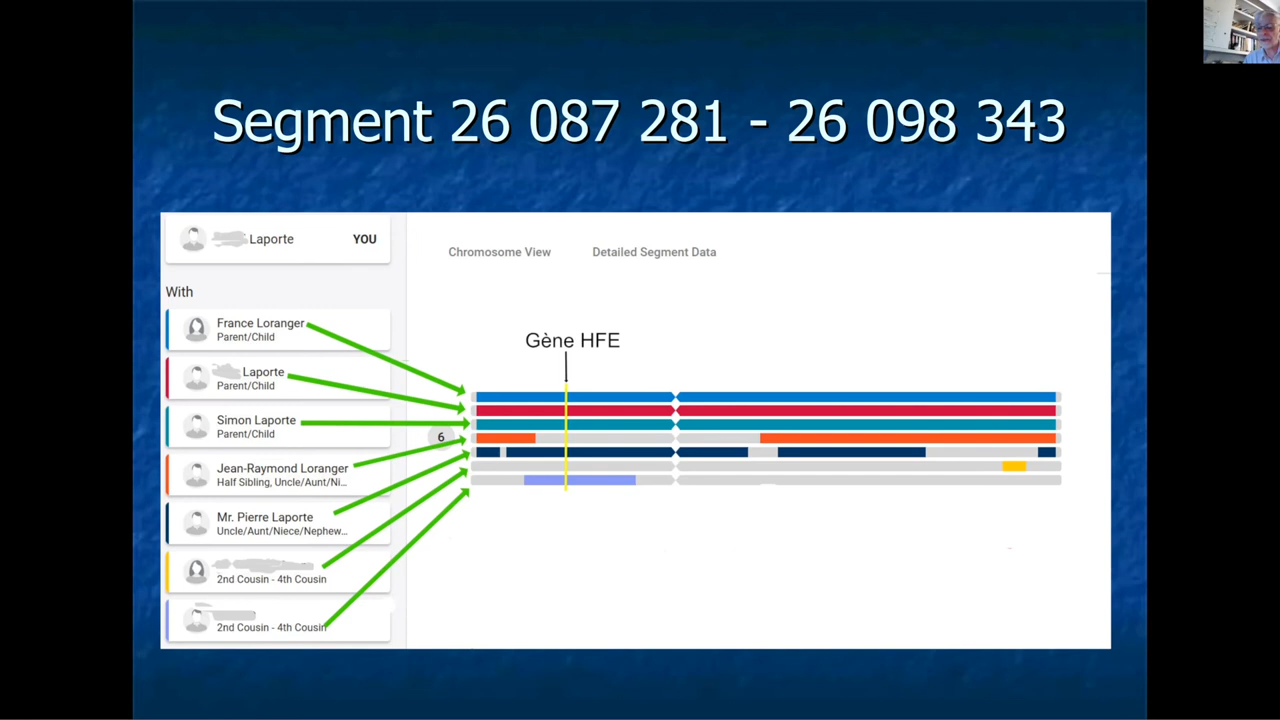 Segment 26 087 281 - 26 098 343
Laporte YOU
Chromosome View Detailed Segment Data
With
France Loranger
Parent/Child
Laporte
Parent/Child
Simon Laporte
Parent/Child
Jean-Raymond Loranger
Half Sibling, Uncle/Aunt/Ni...
Mr. Pierre Laporte
Uncle/Aunt/Niece/Nephew...
2nd Cousin - 4th Cousin
2nd Cousin - 4th Cousin
Gène HFE
6